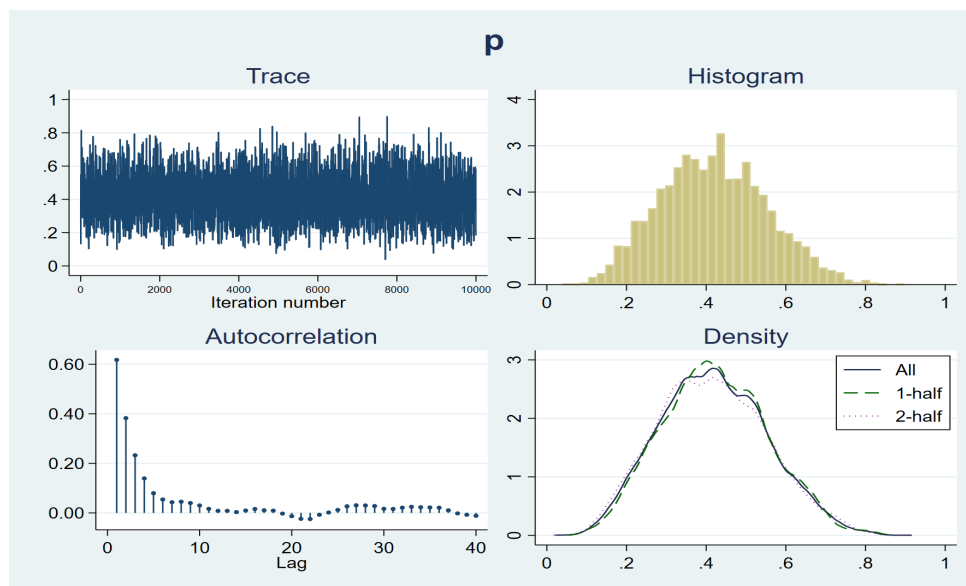 p
Trace
1
.8
.6
.4
.2
0
0 2000 4000 6000 8000 10000
Iteration number
Histogram
4
3
2
1
0
0 .2 .4 .6 .8 1
Autocorrelation
0.60
0.40
0.20
0.00
0 10 20 30 40
Lag
Density
3
2
1
0
All
1-half
2-half
0 .2 .4 .6 .8 1